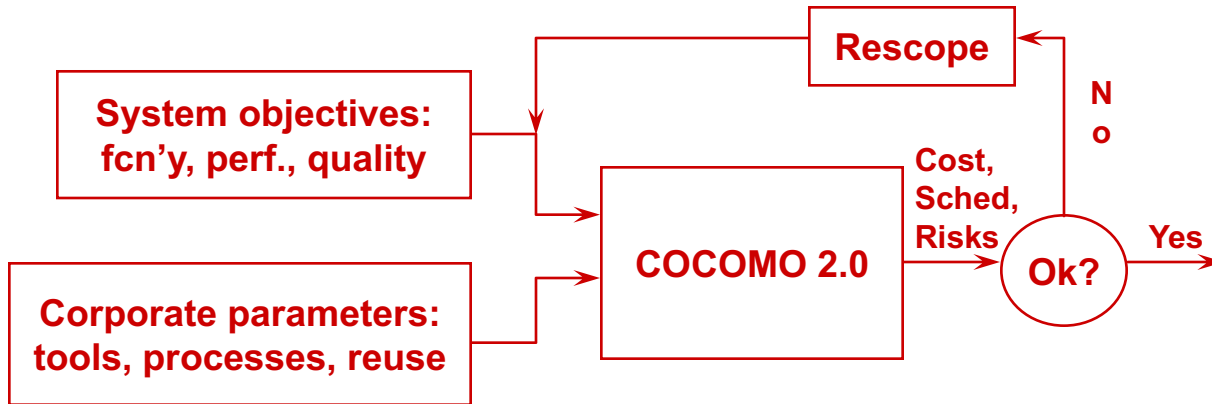 Rescope
System objectives:
fcn'y, perf., quality
N
o
Cost,
Sched,
Risks
Yes
COCOMO 2.0
Ok?
Corporate parameters:
tools, processes, reuse